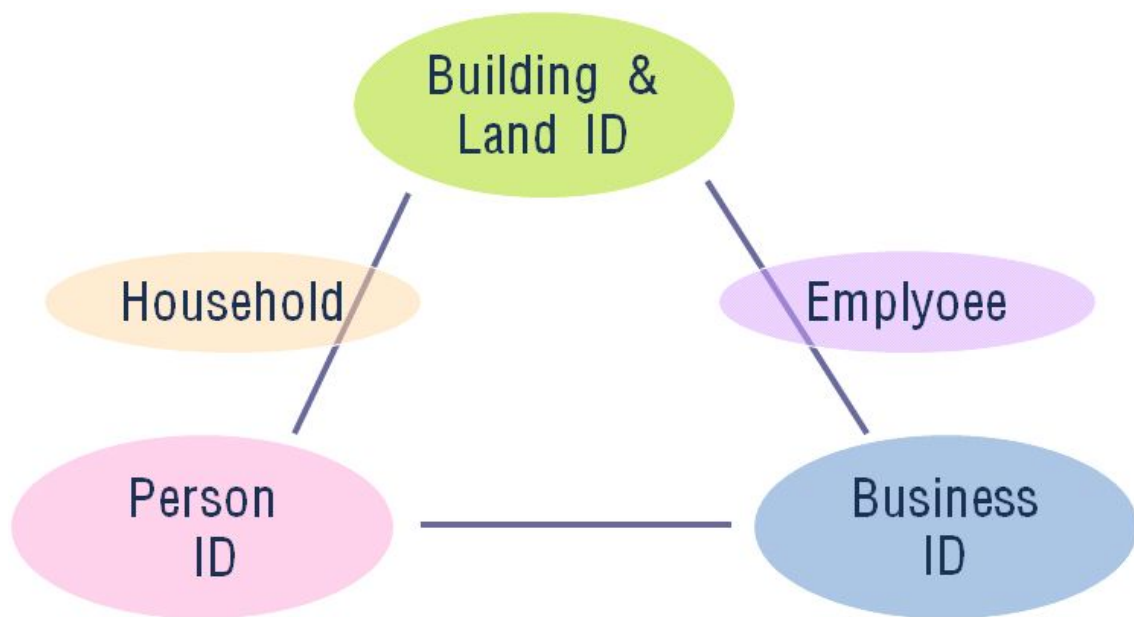 Building &
Land ID
Household
Emplyoee
Person
ID
Business
ID